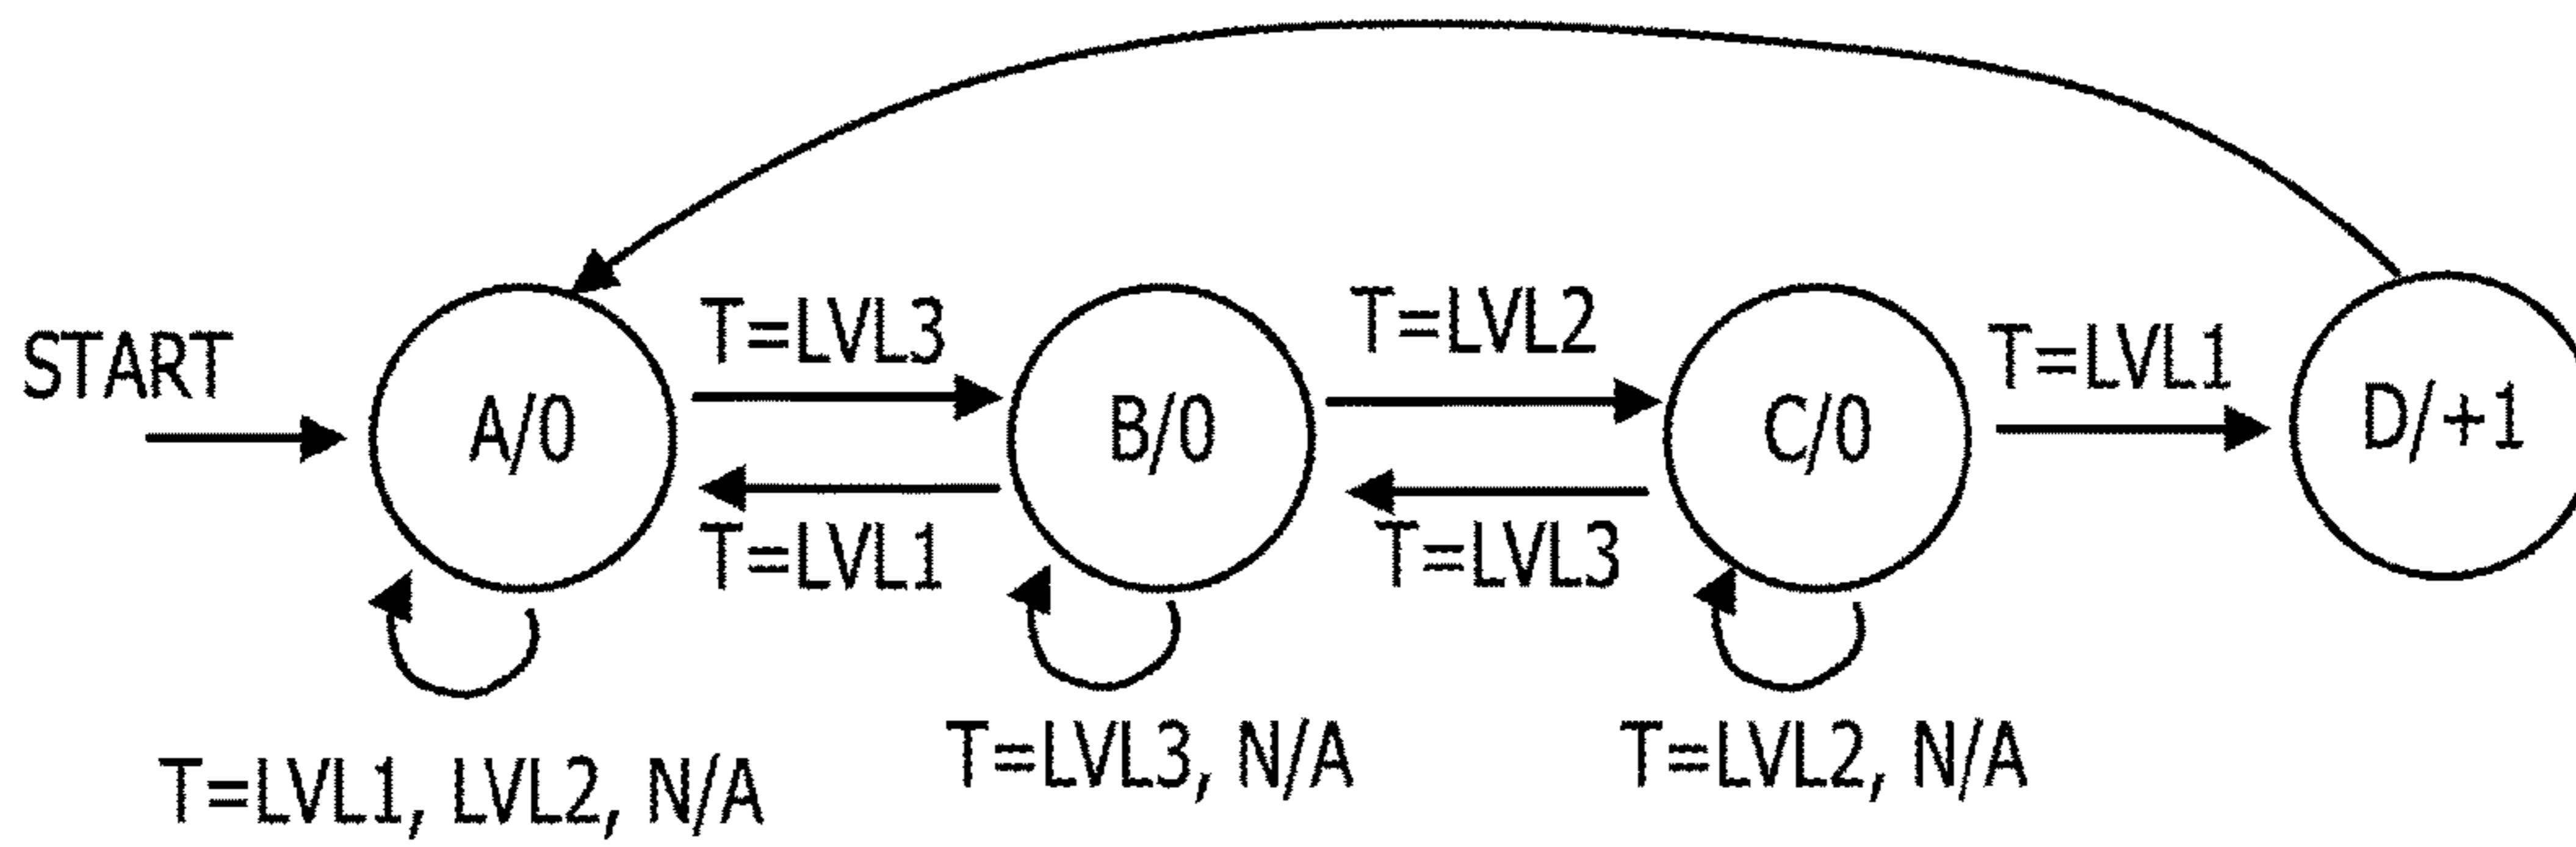 START
A/0
T=LVL3
T=LVL1
B/0
T=LVL2
T=LVL3
C/0
T=LVL1
D/+1
T=LVL1, LVL2, N/A
T=LVL3, N/A
T=LVL2, N/A